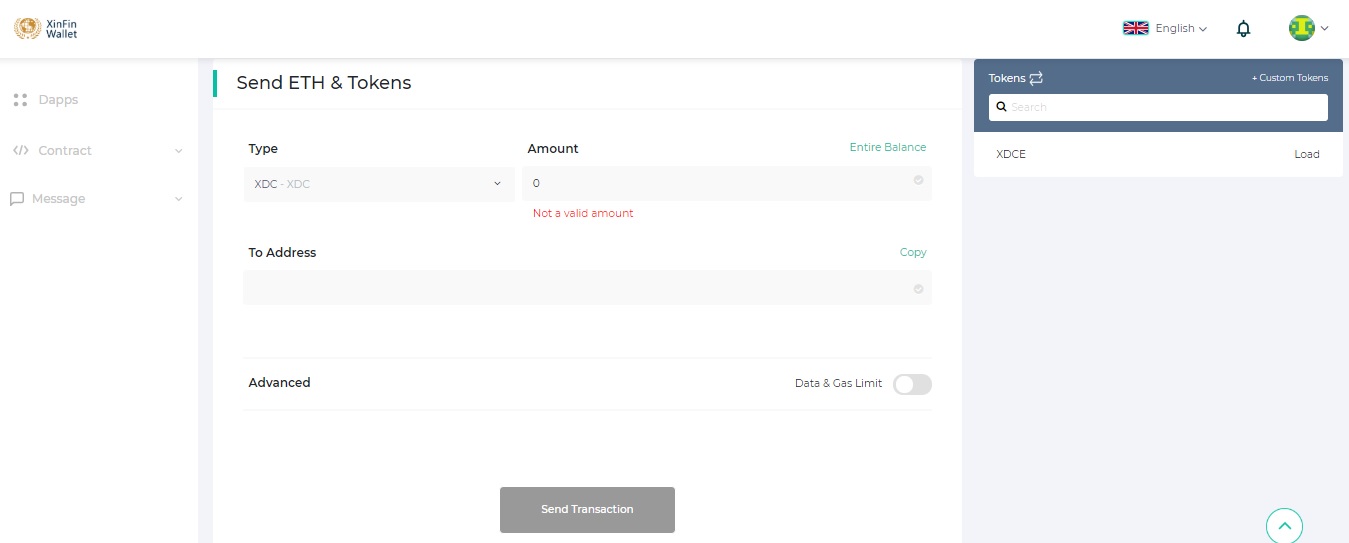 XinFin
Wallet
English
Dapps
Contract
Message
Send ETH & Tokens
Type
Amount
Entire Balance
XDC - XDC
0
Not a valid amount
To Address
Copy
Advanced
Data & Gas Limit
Send Transaction
Tokens
+ Custom Tokens
Search
XDCE
Load